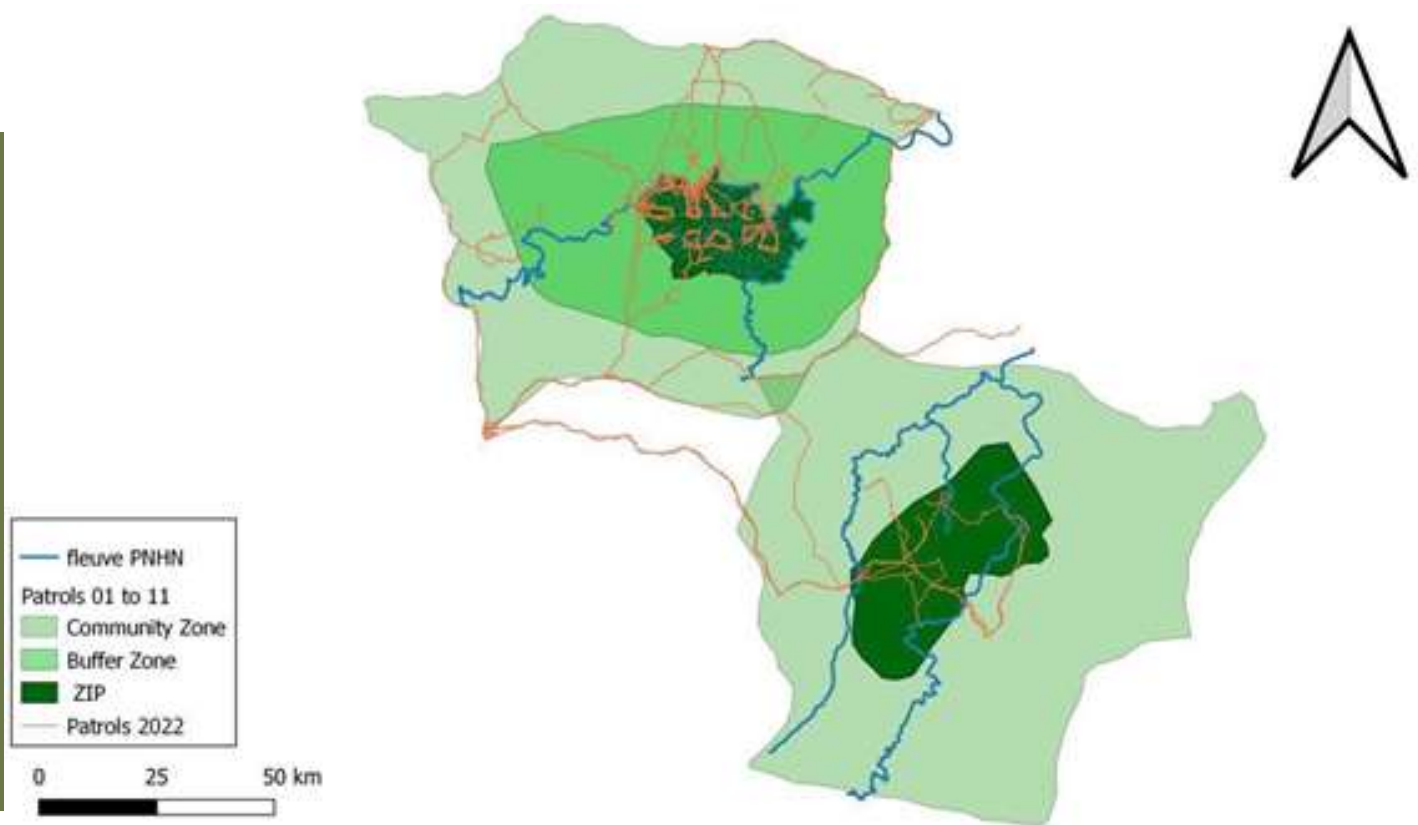 fleuve PNHN
Patrols 01 to 11
Community Zone
Buffer Zone
ZIP
Patrols 2022
0 25 50 km